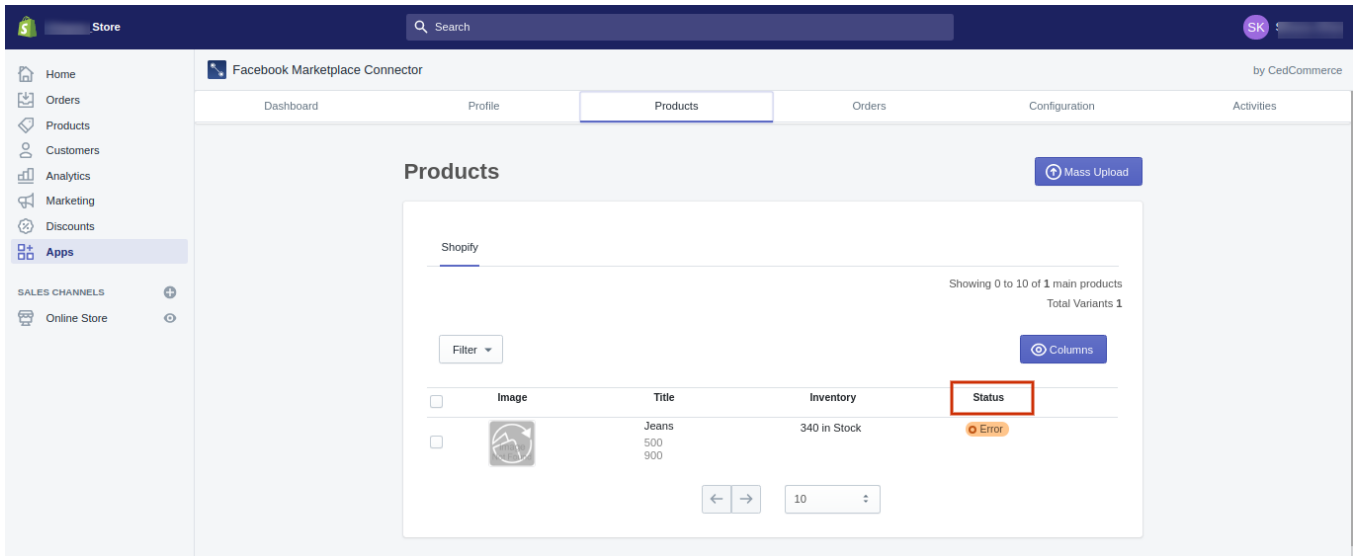 Store
Search
SK
Home
Orders
Products
Customers
Analytics
Marketing
Discounts
Apps
SALES CHANNELS
Online Store
Facebook Marketplace Connector
by CedCommerce
Dashboard
Profile
Products
Orders
Configuration
Activities
Products
Mass Upload
Shopify
Showing 0 to 10 of 1 main products
Total Variants 1
Filter
Columns
Image
Title
Inventory
Status
Jeans
500
900
340 in Stock
Error
10